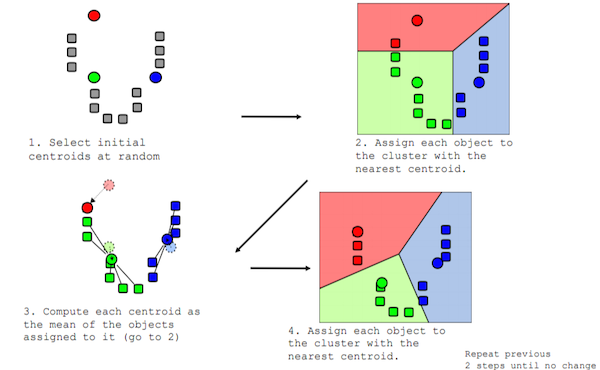 1. Select initial
centroids at random
2. Assign each object to
the cluster with the
nearest centroid.
3. Compute each centroid as
the mean of the objects
assigned to it (go to 2)
4. Assign each object to
the cluster with the
nearest centroid.
Repeat previous
2 steps until no change